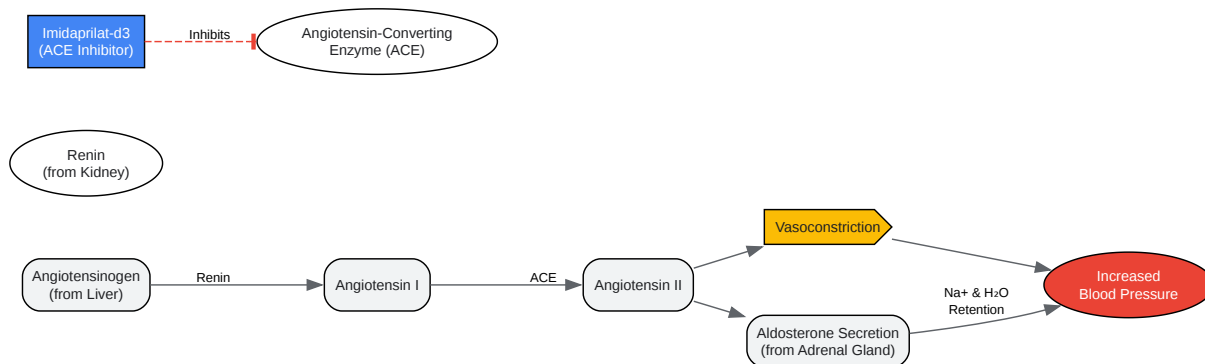 Imidaprilat-d3
(ACE Inhibitor)
Inhibits
Angiotensin-Converting
Enzyme (ACE)
Renin
(from Kidney)
Angiotensinogen
(from Liver)
Renin
Angiotensin I
ACE
Angiotensin II
Vasoconstriction
Aldosterone Secretion
(from Adrenal Gland)
Na+ & H₂O
Retention
Increased
Blood Pressure